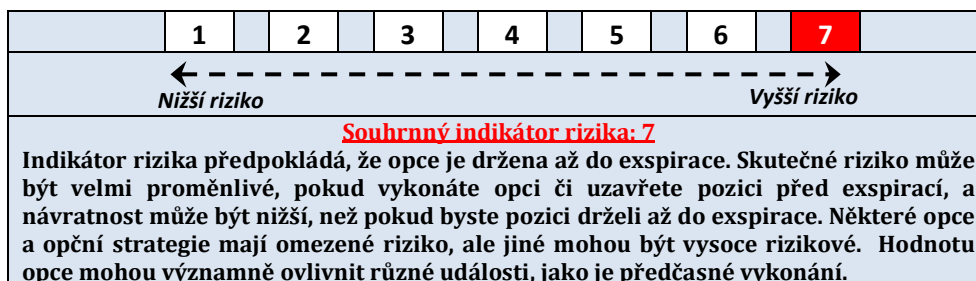 1 2 3 4 5 6 7
Nižší riziko Vyšší riziko
Souhrnný indikátor rizika: 7
Indikátor rizika předpokládá, že opce je držena až do exspirace. Skutečné riziko může
být velmi proměnlivé, pokud vykonáte opci či uzavřete pozici před exspirací, a
návratnost může být nižší, než pokud byste pozici drželi až do exspirace. Některé opce
a opční strategie mají omezené riziko, ale jiné mohou být vysoce rizikové. Hodnotu
opce mohou významně ovlivnit různé události, jako je předčasné vykonání.